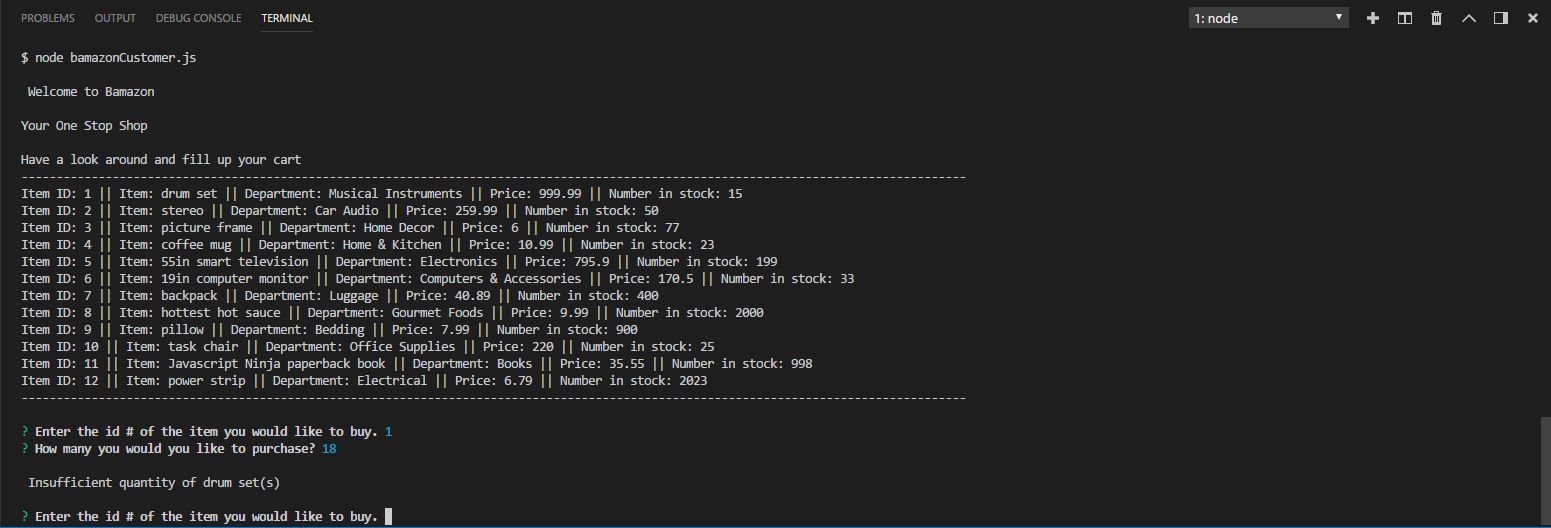 PROBLEMS OUTPUT DEBUG CONSOLE TERMINAL 1: node
$ node bamazonCustomer.js
Welcome to Bamazon
Your One Stop Shop
Have a look around and fill up your cart
---------------------------------------------------------------------------------------------------------------------------------------
Item ID: 1 || Item: drum set || Department: Musical Instruments || Price: 999.99 || Number in stock: 15
Item ID: 2 || Item: stereo || Department: Car Audio || Price: 259.99 || Number in stock: 50
Item ID: 3 || Item: picture frame || Department: Home Decor || Price: 6 || Number in stock: 77
Item ID: 4 || Item: coffee mug || Department: Home & Kitchen || Price: 10.99 || Number in stock: 23
Item ID: 5 || Item: 55in smart television || Department: Electronics || Price: 795.9 || Number in stock: 199
Item ID: 6 || Item: 19in computer monitor || Department: Computers & Accessories || Price: 170.5 || Number in stock: 33
Item ID: 7 || Item: backpack || Department: Luggage || Price: 40.89 || Number in stock: 400
Item ID: 8 || Item: hottest hot sauce || Department: Gourmet Foods || Price: 9.99 || Number in stock: 2000
Item ID: 9 || Item: pillow || Department: Bedding || Price: 7.99 || Number in stock: 900
Item ID: 10 || Item: task chair || Department: Office Supplies || Price: 220 || Number in stock: 25
Item ID: 11 || Item: Javascript Ninja paperback book || Department: Books || Price: 35.55 || Number in stock: 998
Item ID: 12 || Item: power strip || Department: Electrical || Price: 6.79 || Number in stock: 2023
---------------------------------------------------------------------------------------------------------------------------------------
? Enter the id # of the item you would like to buy. 1
? How many you would you like to purchase? 18
Insufficient quantity of drum set(s)
? Enter the id # of the item you would like to buy.